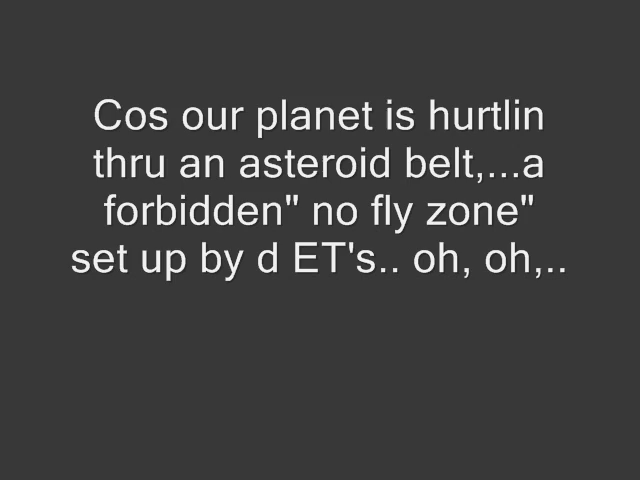 Cos our planet is hurtlin
thru an asteroid belt,...a
forbidden" no fly zone"
set up by d ET's.. oh, oh,..